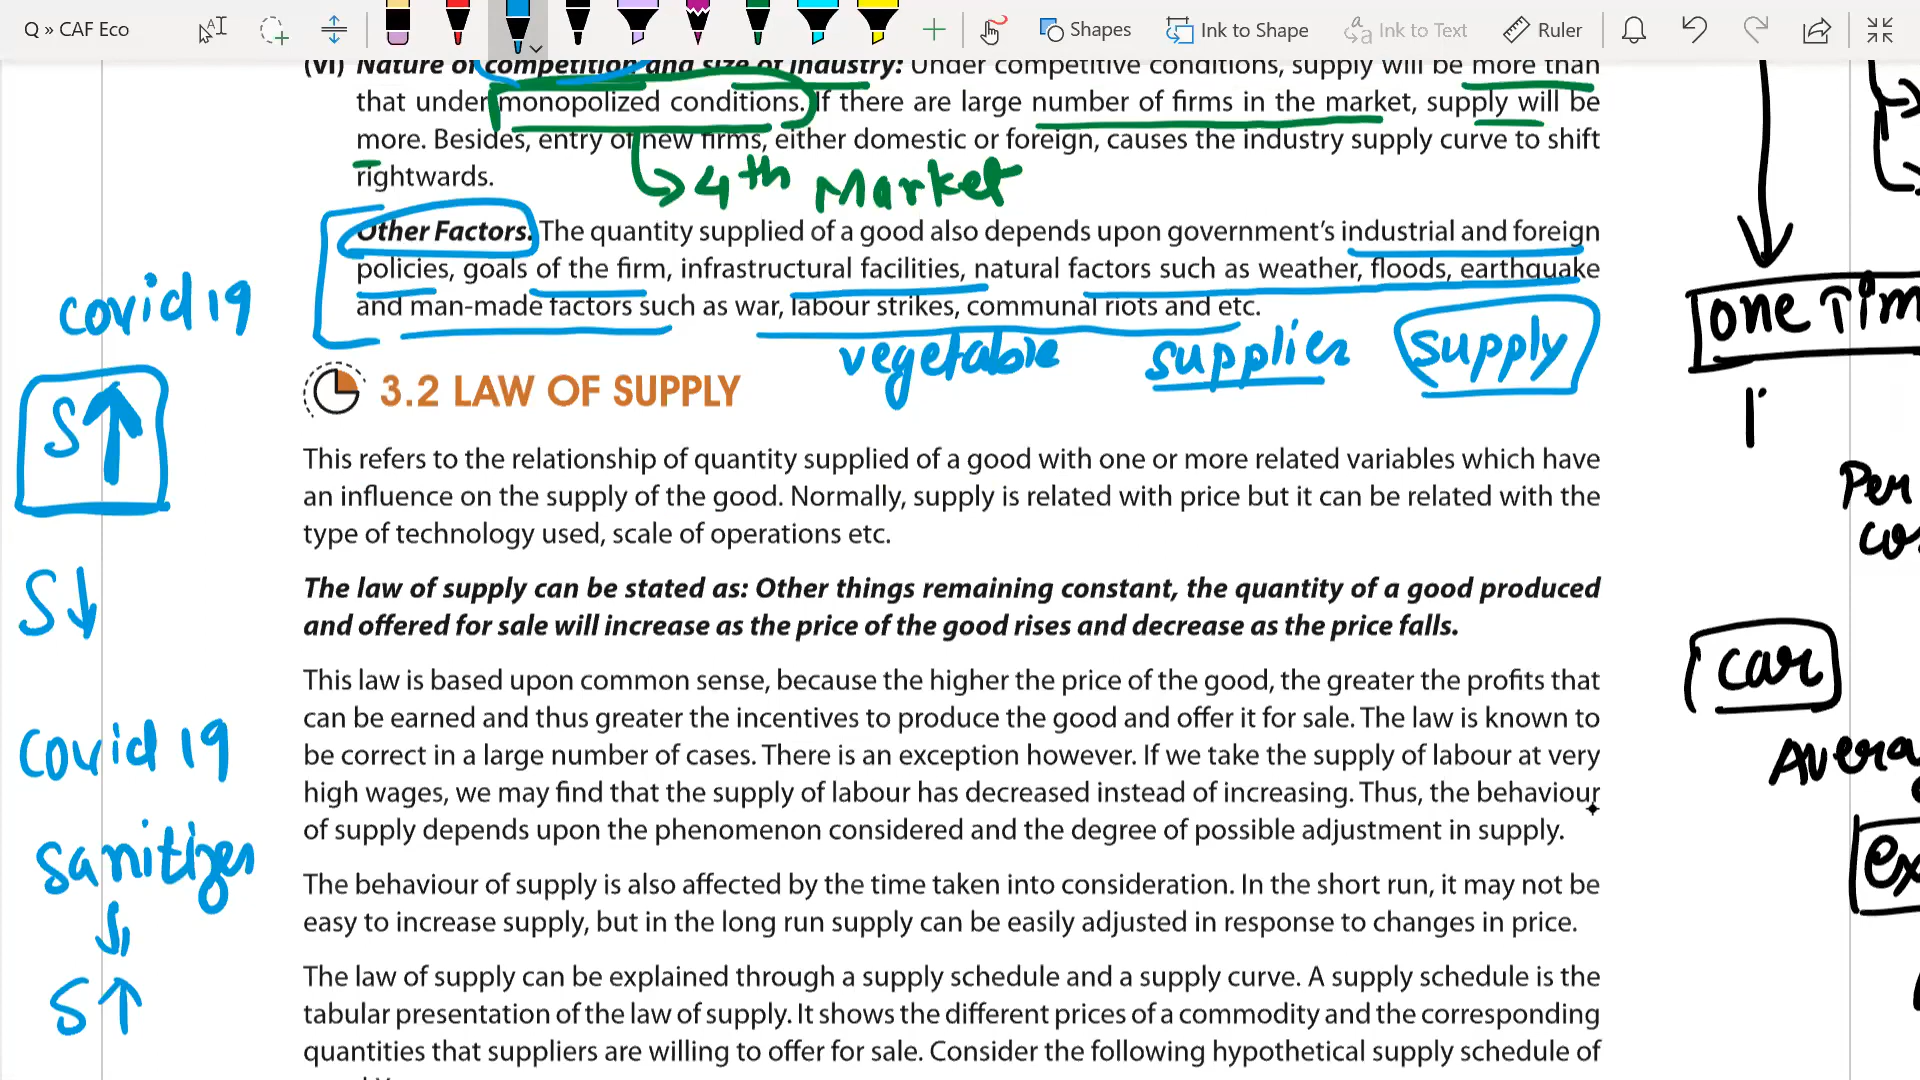 Q » CAF Eco
Shapes
Ink to Shape
Ink to Text
Ruler
(VI) Nature of competition and size of industry: Under competitive conditions, supply will be more than
that under monopolized conditions. If there are large number of firms in the market, supply will be
more. Besides, entry of new firms, either domestic or foreign, causes the industry supply curve to shift
rightwards.
4th Market
Other Factors. The quantity supplied of a good also depends upon government's industrial and foreign
policies, goals of the firm, infrastructural facilities, natural factors such as weather, floods, earthquake
and man-made factors such as war, labour strikes, communal riots and etc.
covid 19
vegetable supplier supply
one Tim
3.2 LAW OF SUPPLY
S↑
This refers to the relationship of quantity supplied of a good with one or more related variables which have
an influence on the supply of the good. Normally, supply is related with price but it can be related with the
type of technology used, scale of operations etc.
Per
co
S↓
The law of supply can be stated as: Other things remaining constant, the quantity of a good produced
and offered for sale will increase as the price of the good rises and decrease as the price falls.
car
This law is based upon common sense, because the higher the price of the good, the greater the profits that
can be earned and thus greater the incentives to produce the good and offer it for sale. The law is known to
be correct in a large number of cases. There is an exception however. If we take the supply of labour at very
high wages, we may find that the supply of labour has decreased instead of increasing. Thus, the behaviour
of supply depends upon the phenomenon considered and the degree of possible adjustment in supply.
Covid 19
Avera
sanitizer
ex
↓
S↑
The behaviour of supply is also affected by the time taken into consideration. In the short run, it may not be
easy to increase supply, but in the long run supply can be easily adjusted in response to changes in price.
The law of supply can be explained through a supply schedule and a supply curve. A supply schedule is the
tabular presentation of the law of supply. It shows the different prices of a commodity and the corresponding
quantities that suppliers are willing to offer for sale. Consider the following hypothetical supply schedule of